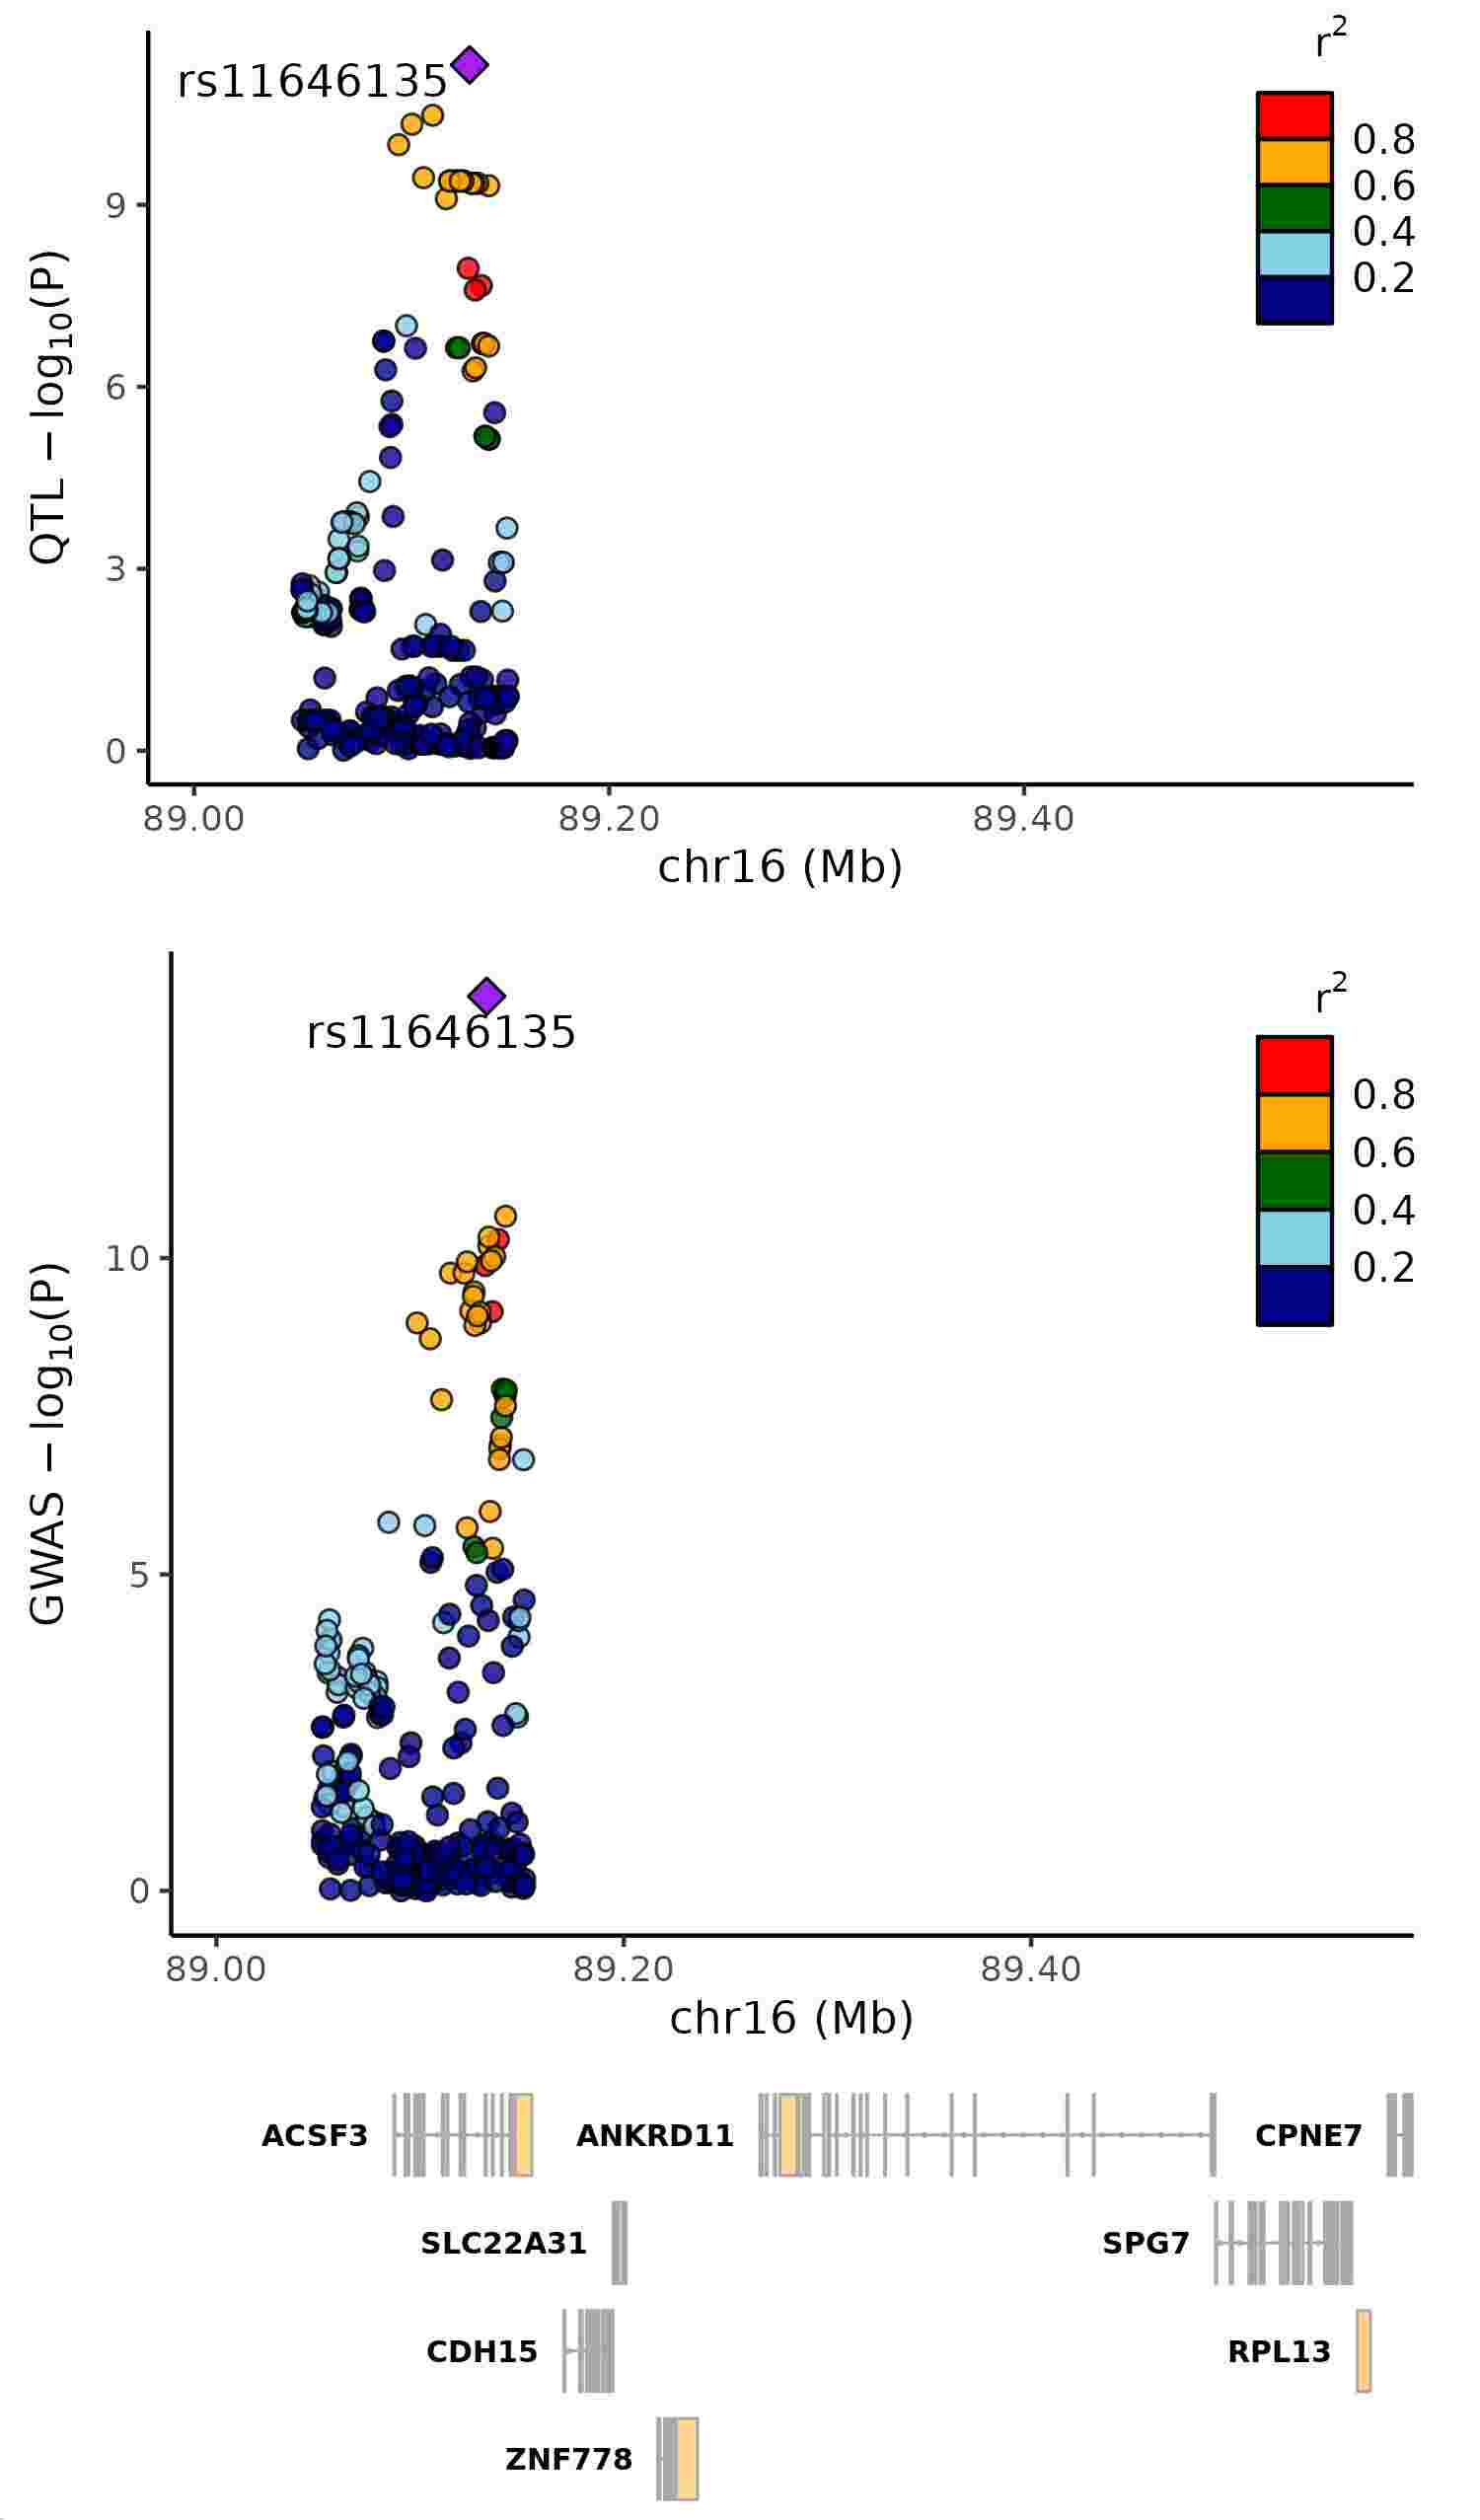 r2
rs11646135
0.8
0.6
0.4
0.2
9
6
3
0
QTL −log10(P)
89.00 89.20 89.40
chr16 (Mb)
r2
rs11646135
0.8
0.6
0.4
0.2
10
5
0
GWAS −log10(P)
89.00 89.20 89.40
chr16 (Mb)
ACSF3 ANKRD11 CPNE7
SLC22A31 SPG7
CDH15 RPL13
ZNF778